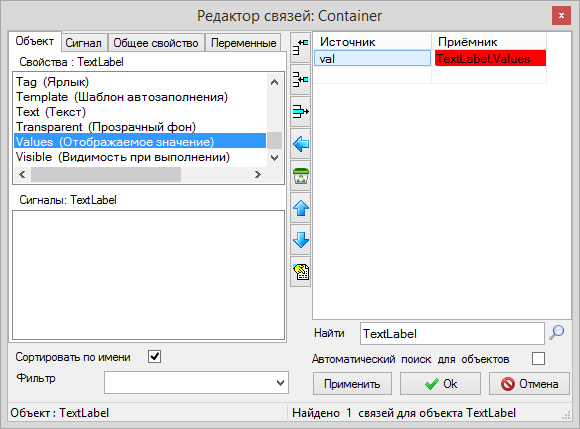 Редактор связей: Container
x
Объект Сигнал Общее свойство Переменные
Свойства : TextLabel
Tag (Ярлык)
Template (Шаблон автозаполнения)
Text (Текст)
Transparent (Прозрачный фон)
Values (Отображаемое значение)
Visible (Видимость при выполнении)
Сигналы: TextLabel
Сортировать по имени
Фильтр
Источник Приёмник
val TextLabel.Values
Найти TextLabel
Автоматический поиск для объектов
Применить Ok Отмена
Объект : TextLabel
Найдено 1 связей для объекта TextLabel